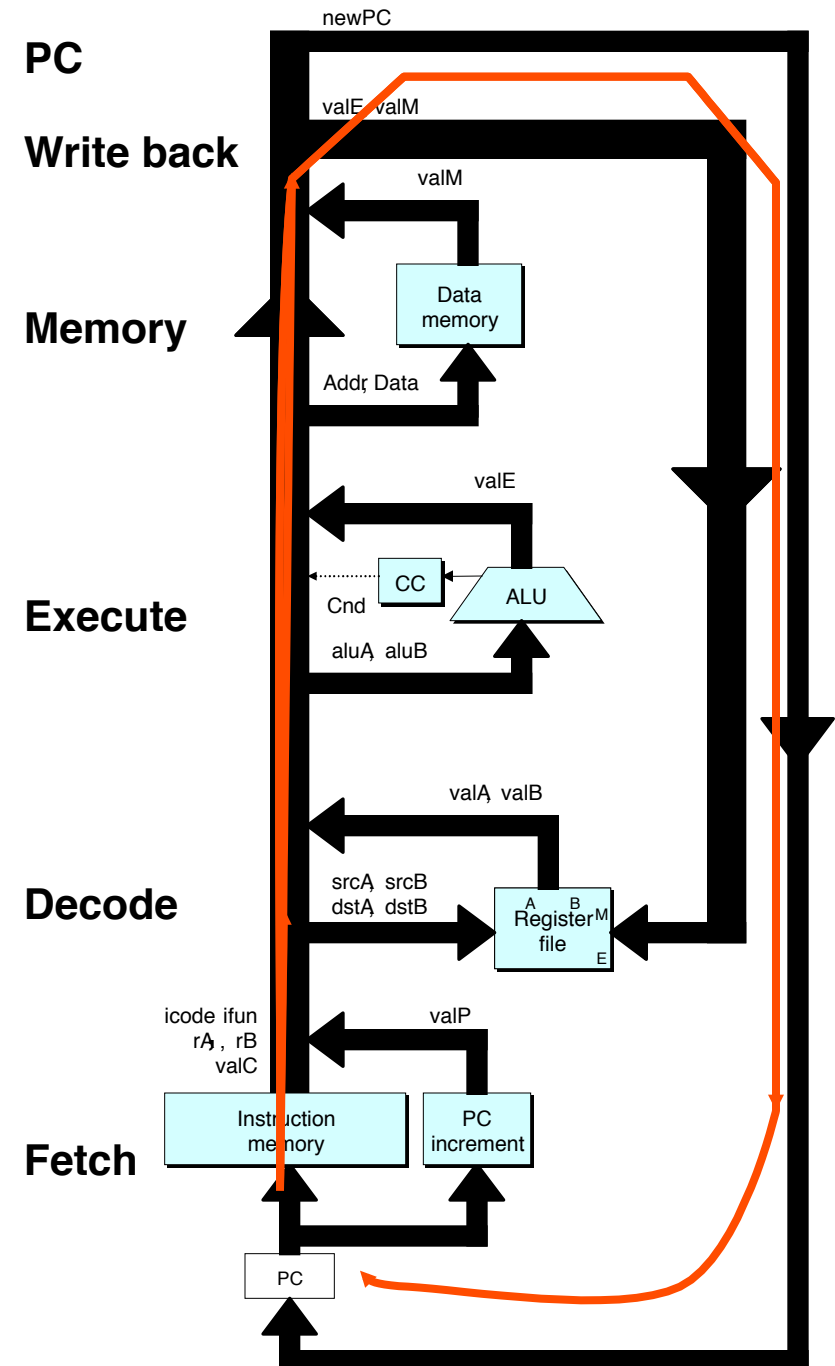 newPC
PC
valE, valM
Write back
valM
Data
memory
Memory
Addr, Data
valE
CC
ALU
Cnd
Execute
aluA, aluB
valA, valB
srcA, srcB
dstA, dstB
A B
Register M
file
E
Decode
icode ifun
rA, , rB
valC
valP
Instruction
memory
PC
increment
Fetch
PC